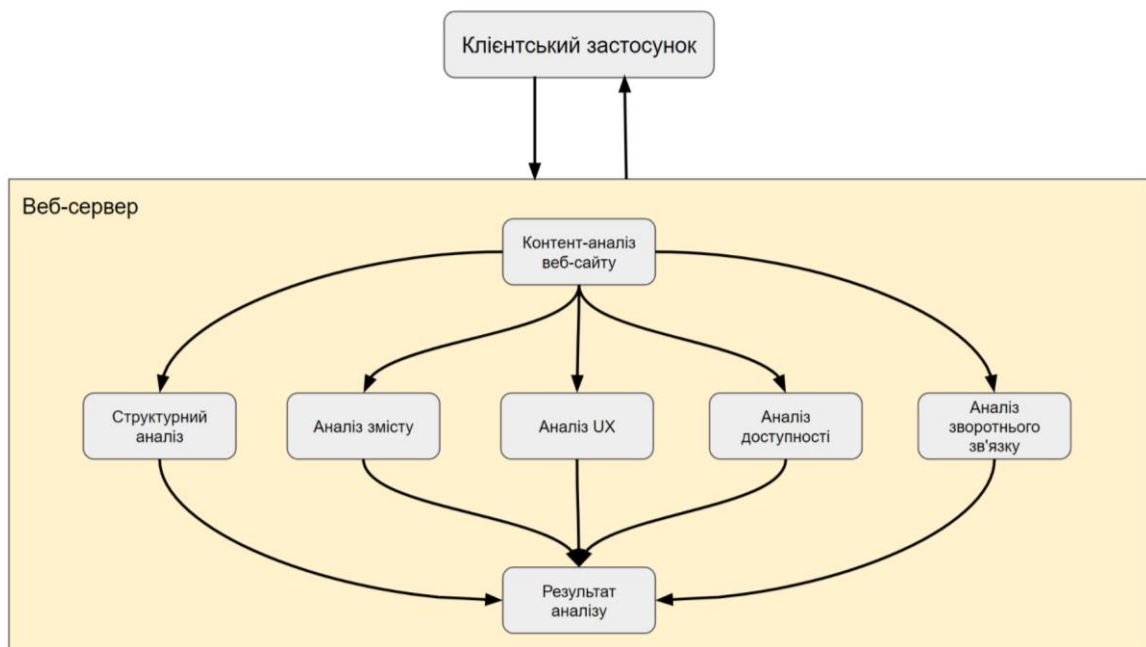 Клієнтський застосунок
Веб-сервер
Контент-аналіз
веб-сайту
Структурний
аналіз
Аналіз змісту
Аналіз UX
Аналіз
доступності
Аналіз
зворотнього
зв'язку
Результат
аналізу